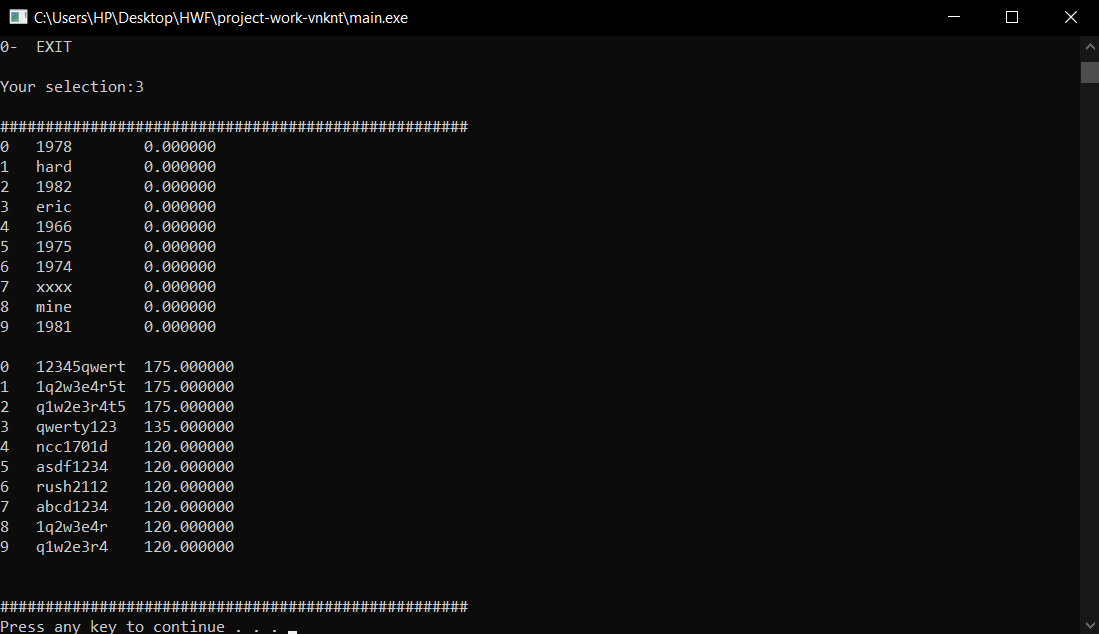 C:\Users\HP\Desktop\HWF\project-work-vnknt\main.exe
0-  EXIT
Your selection:3
####################################################
0   1978        0.000000
1   hard        0.000000
2   1982        0.000000
3   eric        0.000000
4   1966        0.000000
5   1975        0.000000
6   1974        0.000000
7   xxxx        0.000000
8   mine        0.000000
9   1981        0.000000
0   12345qwert  175.000000
1   1q2w3e4r5t  175.000000
2   q1w2e3r4t5  175.000000
3   qwerty123   135.000000
4   ncc1701d    120.000000
5   asdf1234    120.000000
6   rush2112    120.000000
7   abcd1234    120.000000
8   1q2w3e4r    120.000000
9   q1w2e3r4    120.000000
####################################################
Press any key to continue . . .